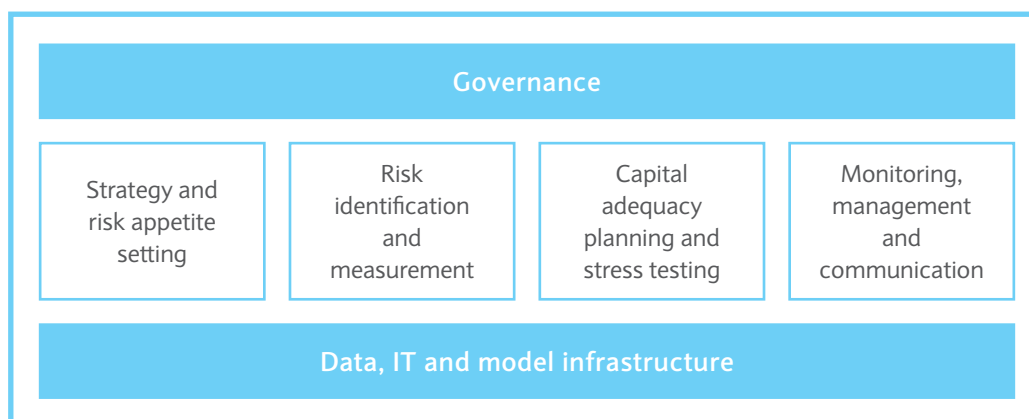 Governance
Strategy and
risk appetite
setting
Risk
identification
and
measurement
Capital
adequacy
planning and
stress testing
Monitoring,
management
and
communication
Data, IT and model infrastructure